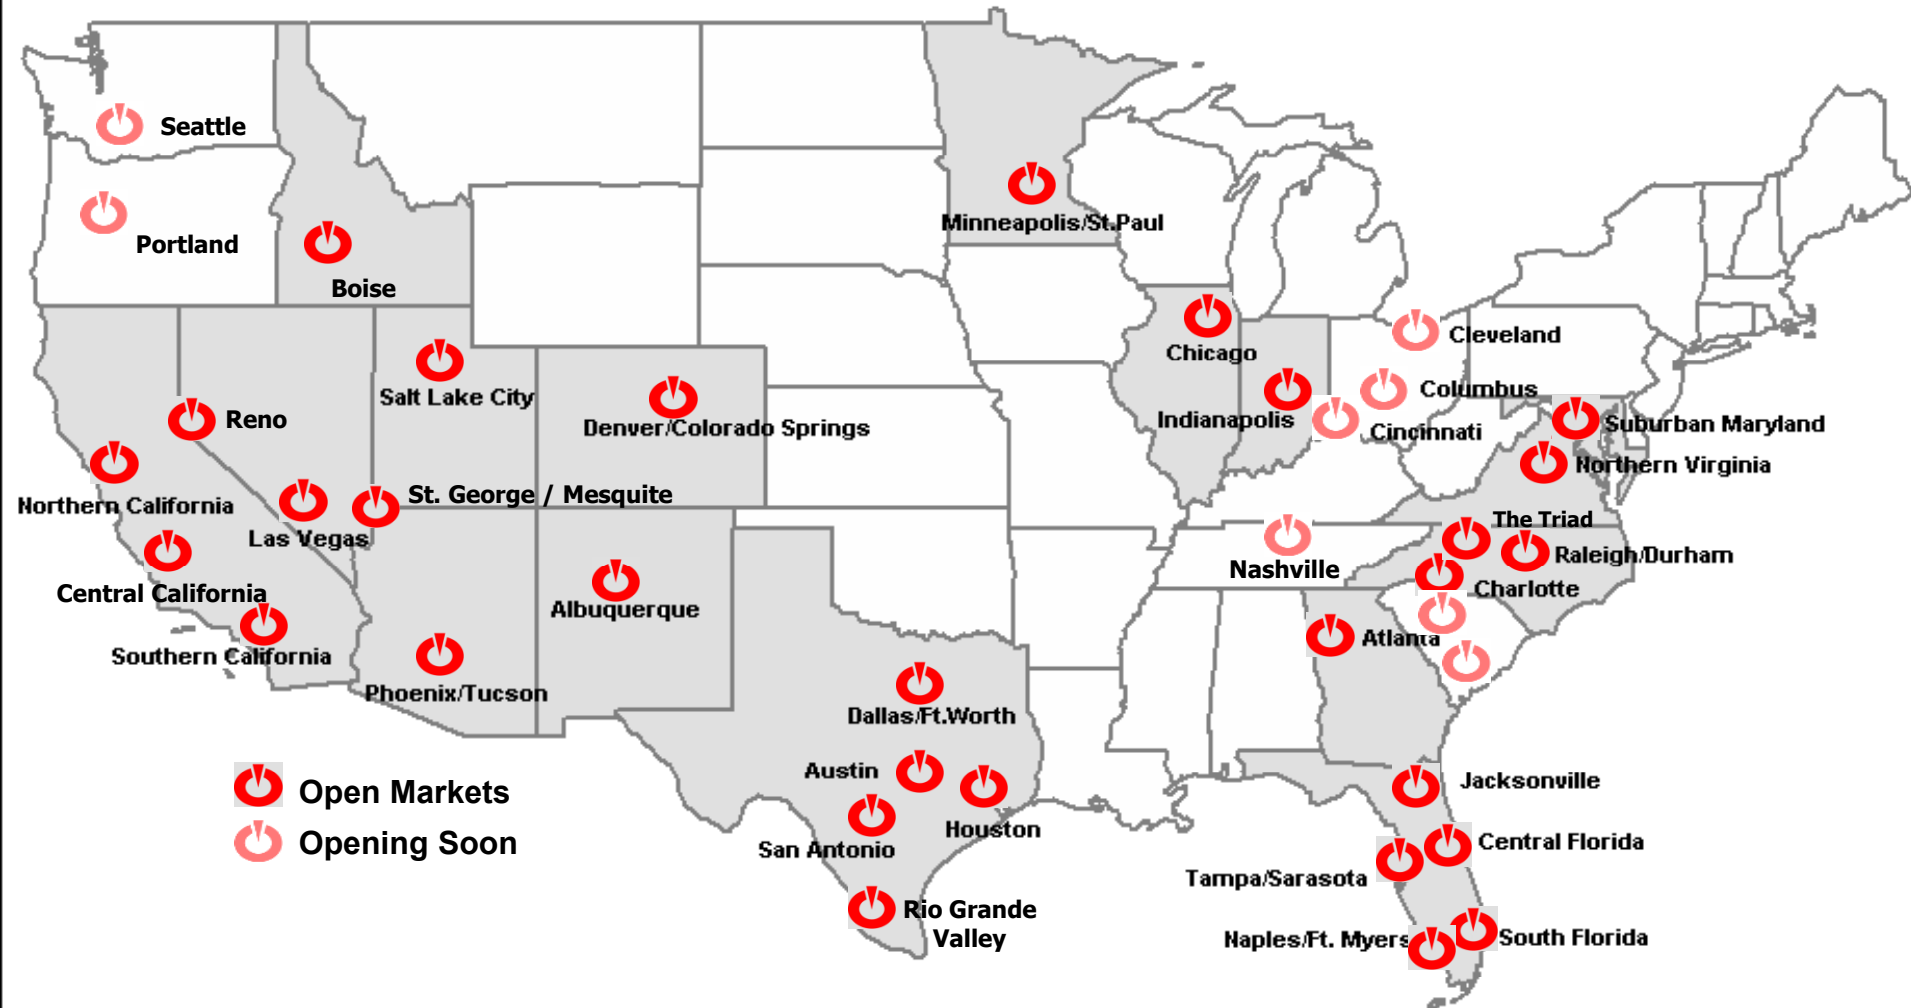 Seattle
Portland
Boise
Minneapolis/St.Paul
Chicago
Cleveland
Columbus
Indianapolis
Cincinnati
Suburban Maryland
Northern Virginia
Salt Lake City
Denver/Colorado Springs
Reno
Northern California
Las Vegas
St. George / Mesquite
Central California
Southern California
Phoenix/Tucson
Albuquerque
The Triad
Raleigh/Durham
Nashville
Charlotte
Atlanta
Dallas/Ft.Worth
Austin
Houston
San Antonio
Rio Grande
Valley
Jacksonville
Central Florida
Tampa/Sarasota
Naples/Ft. Myers
South Florida
Open Markets
Opening Soon